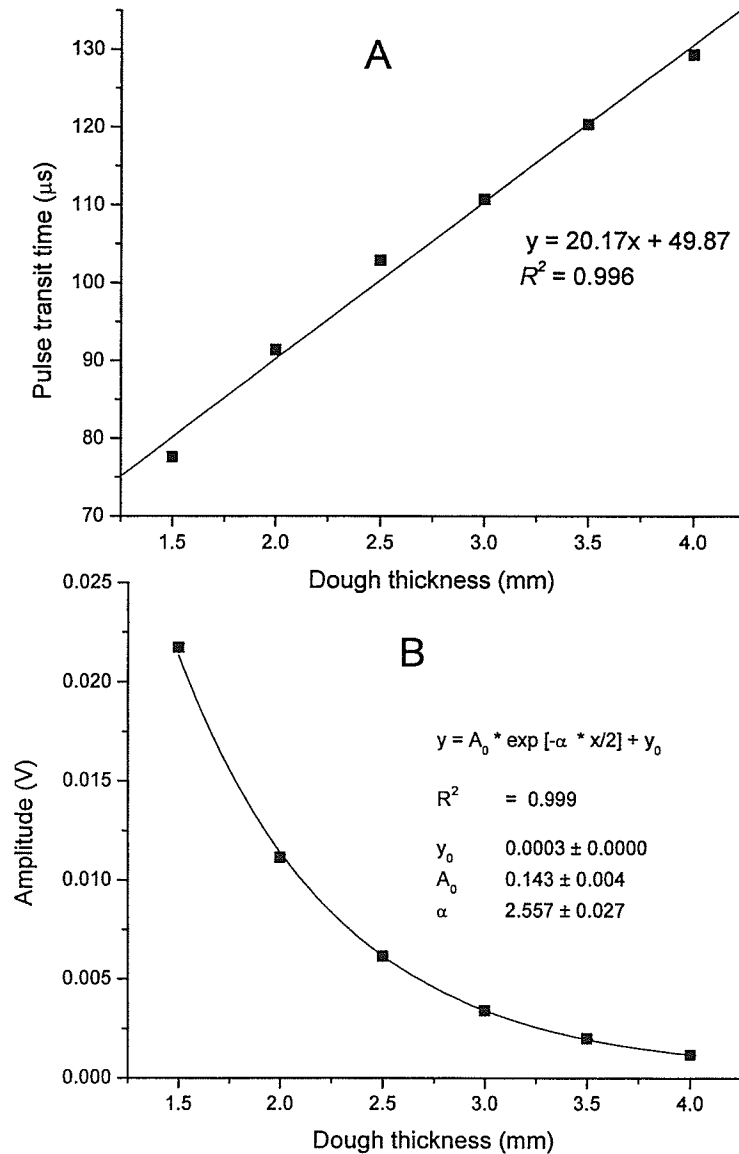 A
130
120
110
100
90
80
70
Pulse transit time (μs)
y = 20.17x + 49.87
R² = 0.996
1.5 2.0 2.5 3.0 3.5 4.0
Dough thickness (mm)
B
0.025
0.020
0.015
0.010
0.005
0.000
Amplitude (V)
y = A₀ * exp [-α * x/2] + y₀
R² = 0.999
y₀ 0.0003 ± 0.0000
A₀ 0.143 ± 0.004
α 2.557 ± 0.027
1.5 2.0 2.5 3.0 3.5 4.0
Dough thickness (mm)